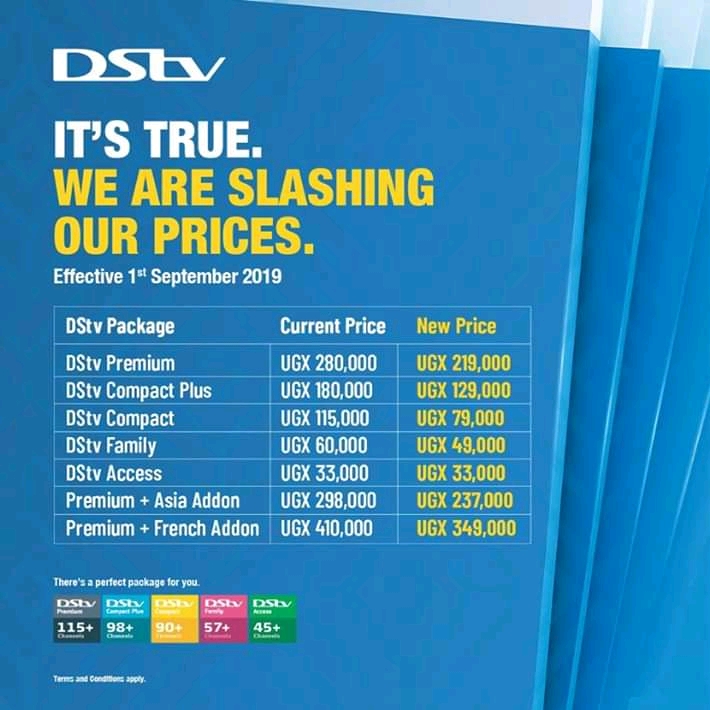 DStv
IT'S TRUE.
WE ARE SLASHING
OUR PRICES.
Effective 1st September 2019
DStv Package Current Price New Price
DStv Premium UGX 280,000 UGX 219,000
DStv Compact Plus UGX 180,000 UGX 129,000
DStv Compact UGX 115,000 UGX 79,000
DStv Family UGX 60,000 UGX 49,000
DStv Access UGX 33,000 UGX 33,000
Premium + Asia Addon UGX 298,000 UGX 237,000
Premium + French Addon UGX 410,000 UGX 349,000
There's a perfect package for you.
DStv DStv DStv DStv DStv
Premium Compact Plus Compact Family Access
115+ 98+ 90+ 57+ 45+
Channels Channels Channels Channels Channels
Terms and Conditions apply.